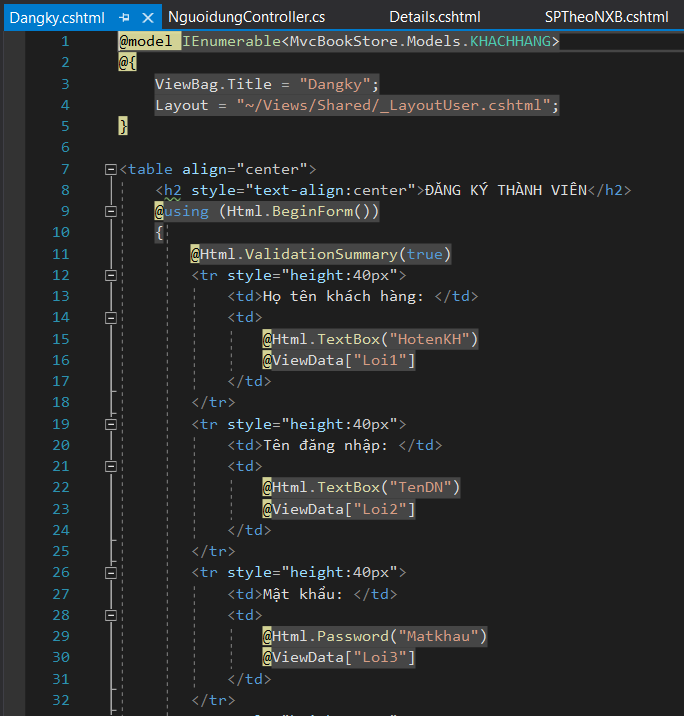 Dangky.cshtml NguoidungController.cs Details.cshtml SPTheoNXB.cshtml
1 @model IEnumerable<MvcBookStore.Models.KHACHHANG>
2 @{
3 ViewBag.Title = "Dangky";
4 Layout = "~/Views/Shared/_LayoutUser.cshtml";
5 }
6
7 <table align="center">
8 <h2 style="text-align:center">ĐĂNG KÝ THÀNH VIÊN</h2>
9 @using (Html.BeginForm())
10 {
11 @Html.ValidationSummary(true)
12 <tr style="height:40px">
13 <td>Họ tên khách hàng: </td>
14 <td>
15 @Html.TextBox("HotenKH")
16 @ViewData["Loi1"]
17 </td>
18 </tr>
19 <tr style="height:40px">
20 <td>Tên đăng nhập: </td>
21 <td>
22 @Html.TextBox("TenDN")
23 @ViewData["Loi2"]
24 </td>
25 </tr>
26 <tr style="height:40px">
27 <td>Mật khẩu: </td>
28 <td>
29 @Html.Password("Matkhau")
30 @ViewData["Loi3"]
31 </td>
32 </tr>